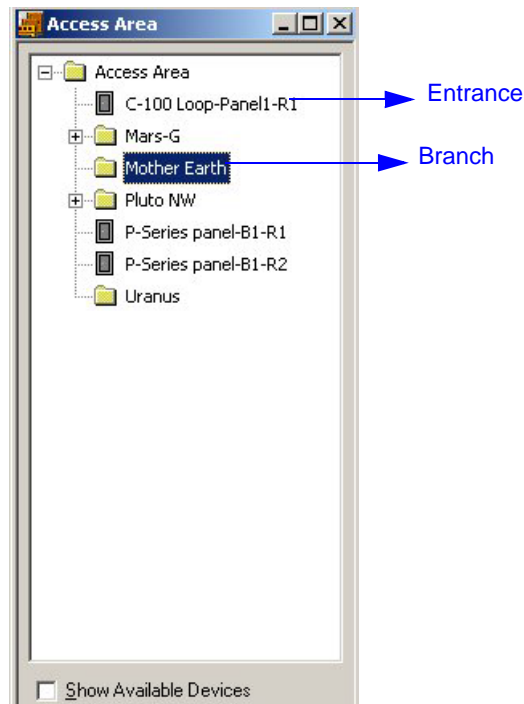 Access Area
Access Area
C-100 Loop-Panel1-R1
Entrance
Mars-G
Mother Earth
Branch
Pluto NW
P-Series panel-B1-R1
P-Series panel-B1-R2
Uranus
Show Available Devices